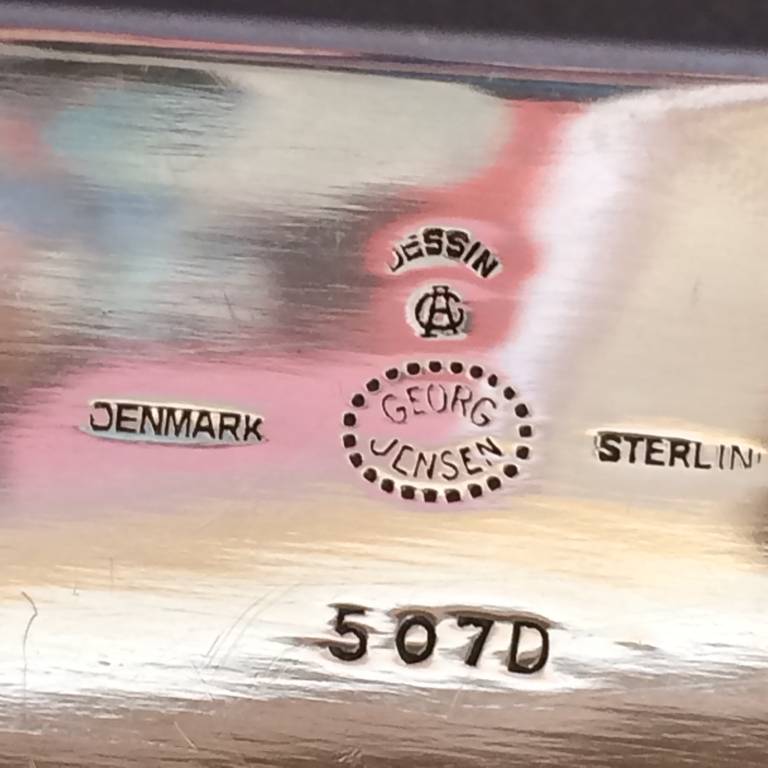 DESSIN
DENMARK
GEORG
JENSEN
STERLIN
507D